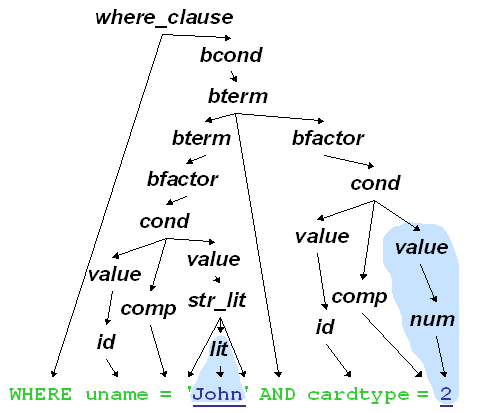 where_clause
bcond
bterm
bterm bfactor
bfactor cond
cond
value value value value
comp str_lit comp
id lit id num
WHERE uname = 'John' AND cardtype = 2